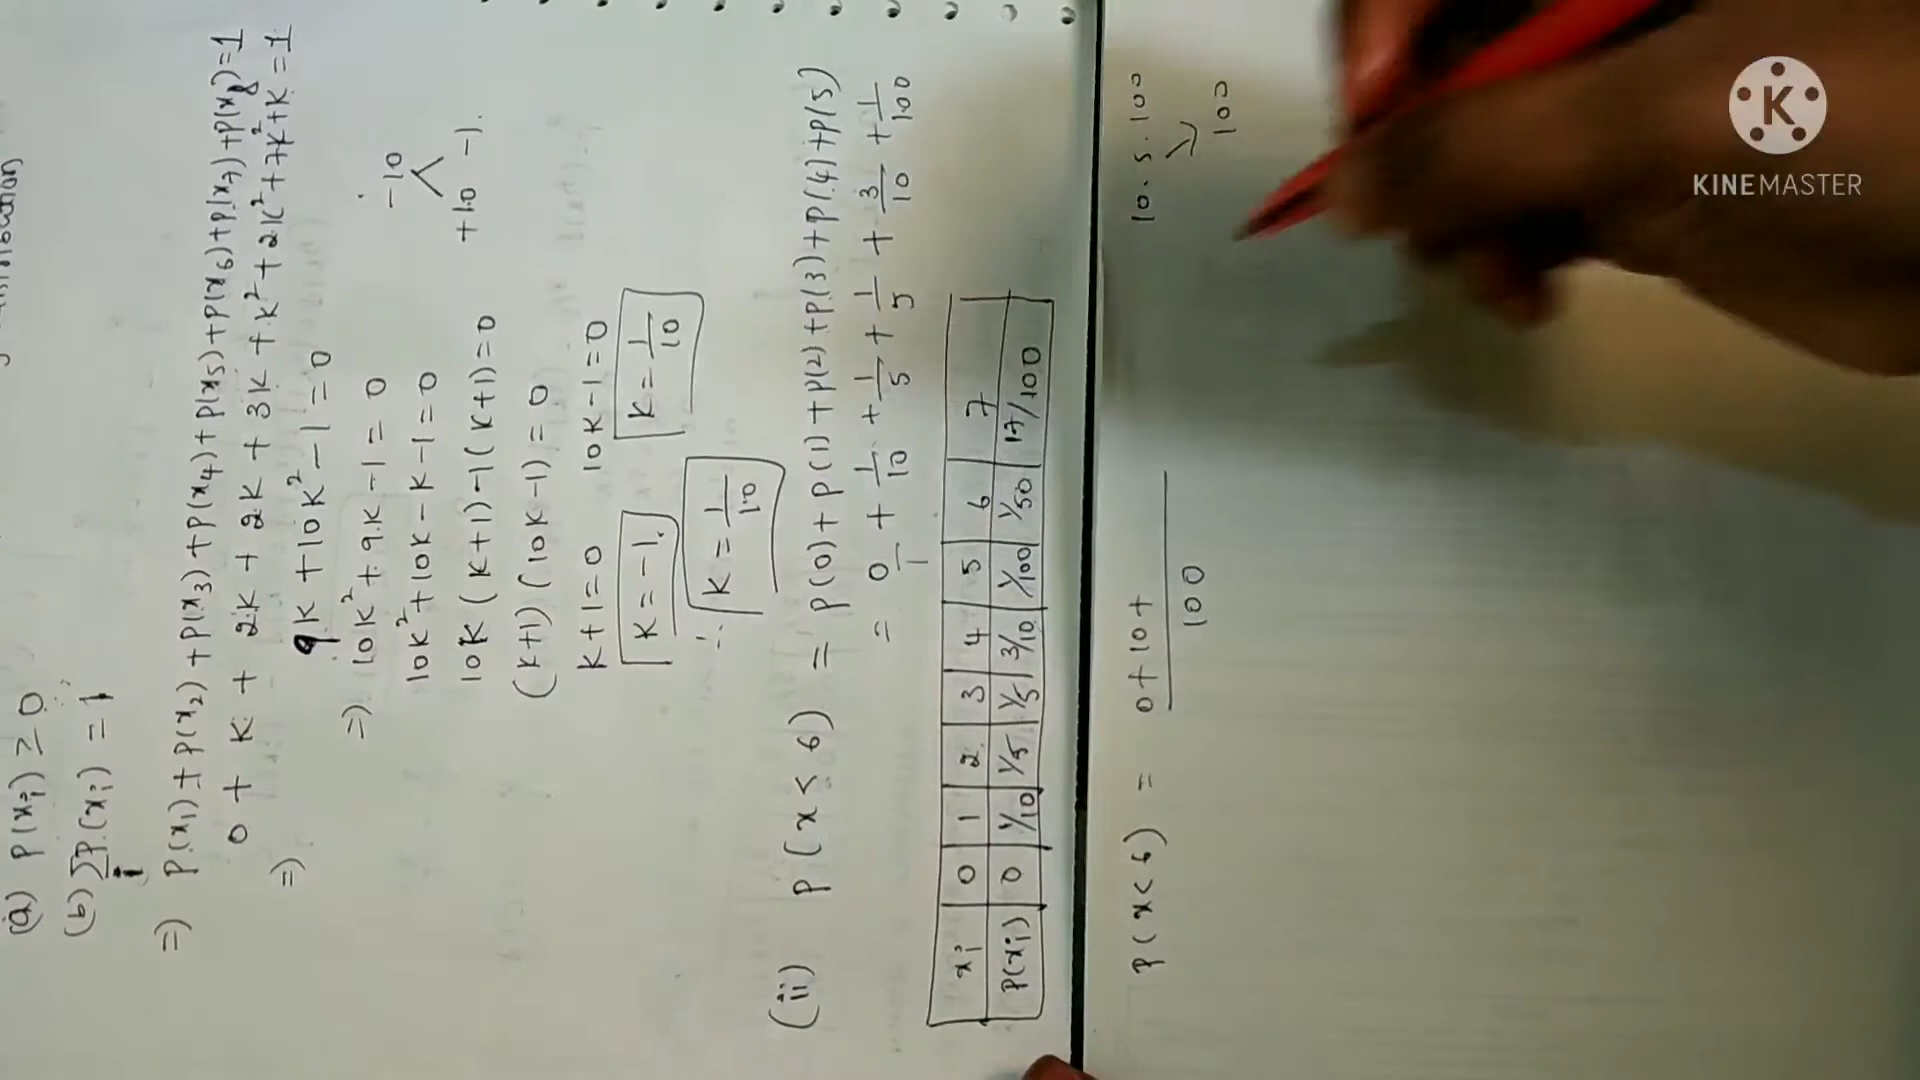 (a) P(xi) ≥ 0
(b) ∑P(xi) = 1
i
⇒ P(x1) + P(x2) + P(x3) + P(x4) + P(x5) + P(x6) + P(x7) + P(x8) = 1
0 + K + 2K + 2K + 3K + K² + 2K² + 7K² + K = 1
⇒ 9K + 10K² - 1 = 0
⇒ 10K² + 9K - 1 = 0
10K² + 10K - K - 1 = 0
10K (K+1) - 1 (K+1) = 0
(K+1) (10K - 1) = 0
K+1 = 0 10K - 1 = 0
K = -1 K = 1/10
∴ K = 1/10
-10
+10 -1
(ii) P(x < 6) = P(0) + P(1) + P(2) + P(3) + P(4) + P(5)
= 0/1 + 1/10 + 1/5 + 1/5 + 3/10 + 1/100
xi 0 1 2 3 4 5 6 7
P(xi) 0 1/10 1/5 1/5 3/10 1/100 1/50 17/100
10.5.100
100
P(x < 6) = 0 + 10 +
100
K
KINEMASTER